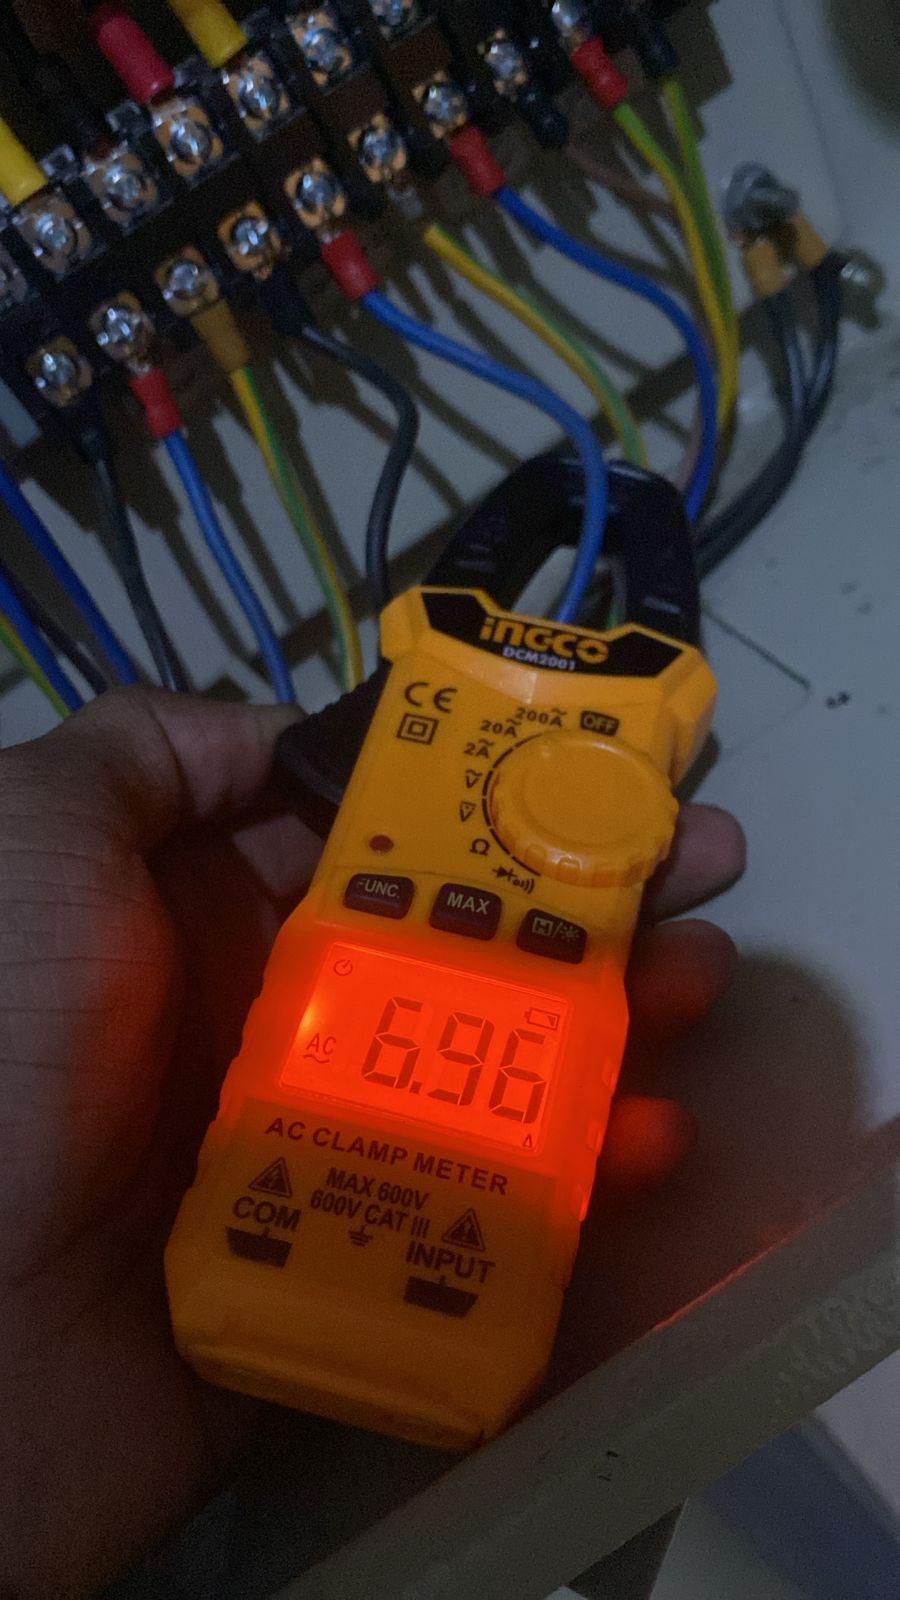 INGCO
DCM2001
CE
200A OFF
20A
2A
V
V
Ω
FUNC. MAX H/
6.96
AC
A
AC CLAMP METER
MAX 600V
600V CAT III
COM
INPUT